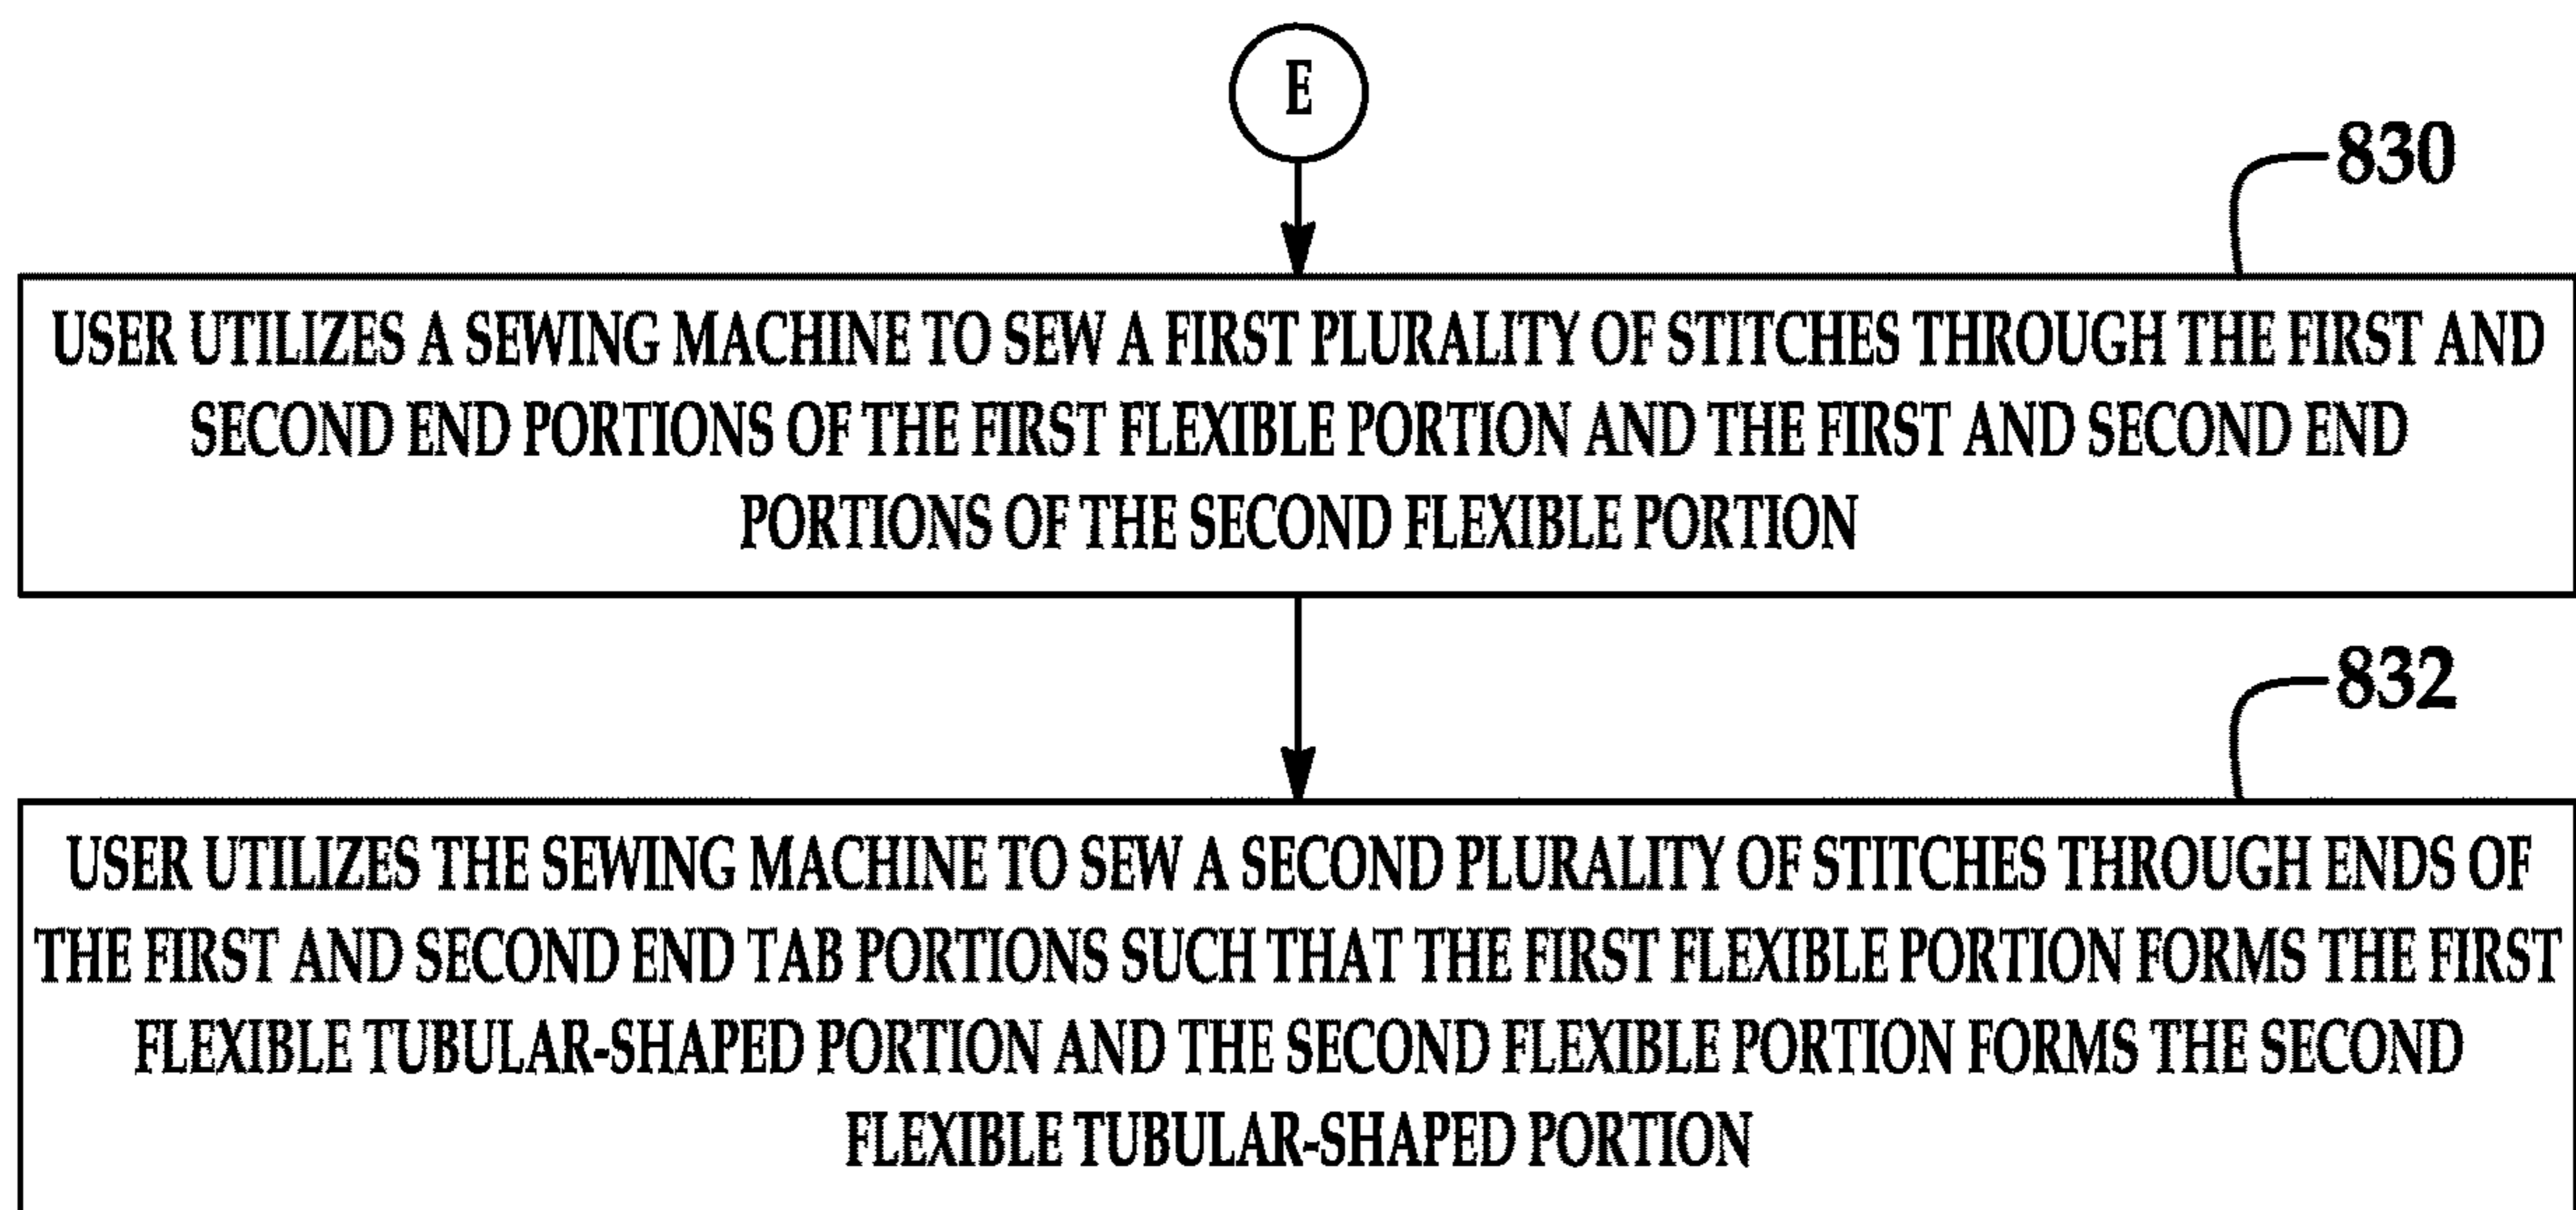 E
830
USER UTILIZES A SEWING MACHINE TO SEW A FIRST PLURALITY OF STITCHES THROUGH THE FIRST AND
SECOND END PORTIONS OF THE FIRST FLEXIBLE PORTION AND THE FIRST AND SECOND END
PORTIONS OF THE SECOND FLEXIBLE PORTION
832
USER UTILIZES THE SEWING MACHINE TO SEW A SECOND PLURALITY OF STITCHES THROUGH ENDS OF
THE FIRST AND SECOND END TAB PORTIONS SUCH THAT THE FIRST FLEXIBLE PORTION FORMS THE FIRST
FLEXIBLE TUBULAR-SHAPED PORTION AND THE SECOND FLEXIBLE PORTION FORMS THE SECOND
FLEXIBLE TUBULAR-SHAPED PORTION